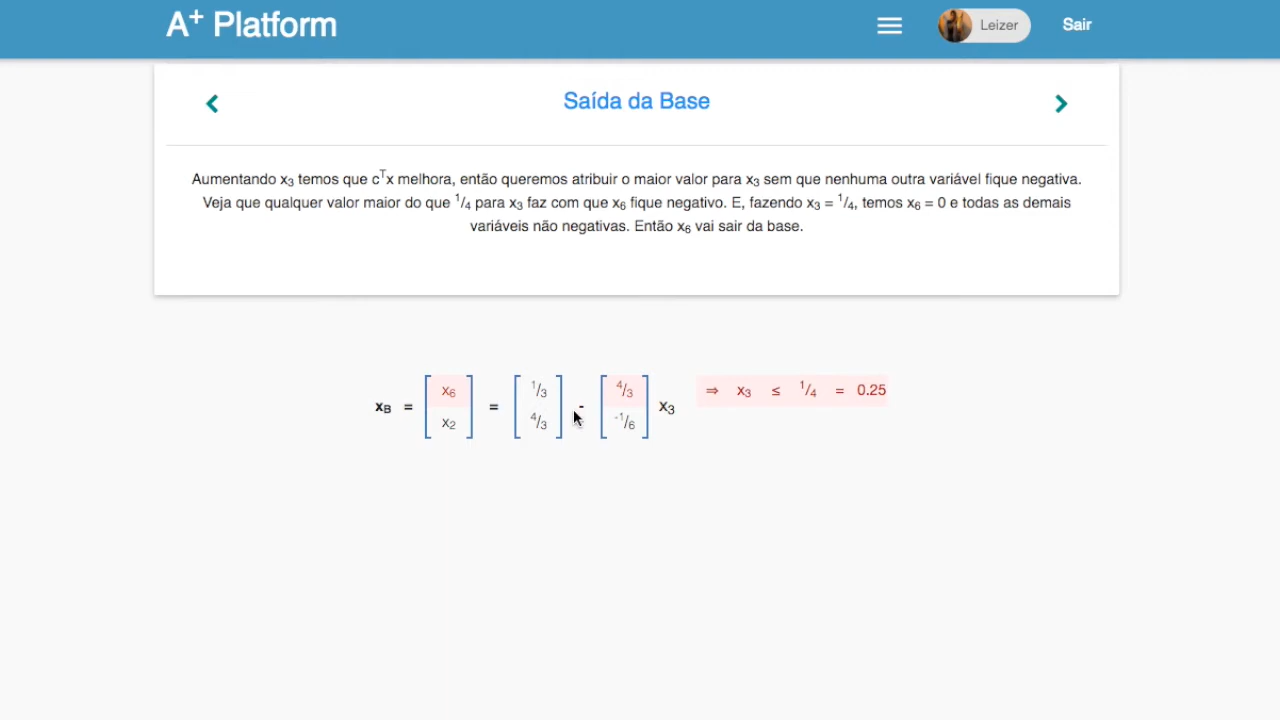 A⁺ Platform
Leizer
Sair
Saída da Base
Aumentando x₃ temos que cᵀx melhora, então queremos atribuir o maior valor para x₃ sem que nenhuma outra variável fique negativa.
Veja que qualquer valor maior do que ¹/₄ para x₃ faz com que x₆ fique negativo. E, fazendo x₃ = ¹/₄, temos x₆ = 0 e todas as demais
variáveis não negativas. Então x₆ vai sair da base.
x₆ ¹/₃ ⁴/₃ ⇒ x₃ ≤ ¹/₄ = 0.25
x_B = = - x₃
x₂ ⁴/₃ ⁻¹/₆